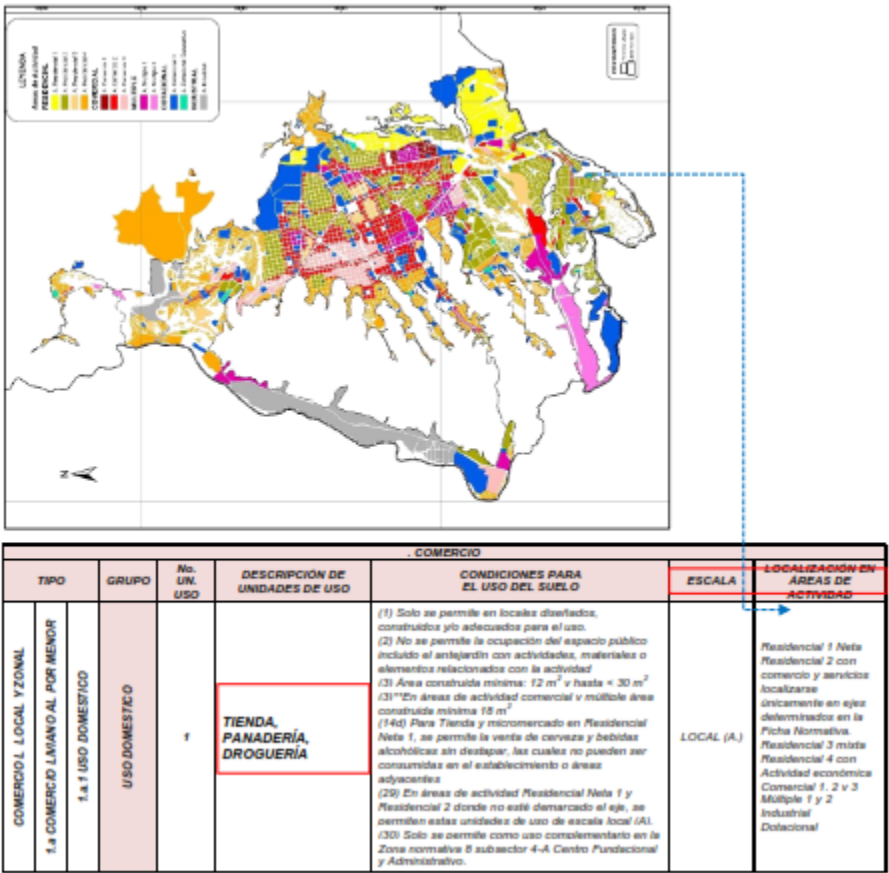 LEYENDA
RESIDENCIAL
COMERCIAL
MULTIPLE
DOTACIONAL
INDUSTRIAL
N
. COMERCIO
TIPO
GRUPO
No.
UN.
USO
DESCRIPCIÓN DE
UNIDADES DE USO
CONDICIONES PARA
EL USO DEL SUELO
ESCALA
LOCALIZACIÓN EN
ÁREAS DE
ACTIVIDAD
COMERCIOL LOCAL Y ZONAL
1.a COMERCIO LIVIANO AL POR MENOR
1.a.1 USO DOMESTICO
USO DOMESTICO
1
TIENDA,
PANADERÍA,
DROGUERÍA
(1) Solo se permite en locales diseñados,
construidos y/o adecuados para el uso.
(2) No se permite la ocupación del espacio público
incluido el antejardín con actividades, materiales o
elementos relacionados con la actividad
(3) Área construida mínima: 12 m² y hasta < 30 m²
(3)**En áreas de actividad comercial y múltiple área
construida mínima 18 m²
(14d) Para Tienda y micromercado en Residencial
Neta 1, se permite la venta de cerveza y bebidas
alcohólicas sin destapar, las cuales no pueden ser
consumidas en el establecimiento o áreas
adyacentes
(29) En áreas de actividad Residencial Neta 1 y
Residencial 2 donde no esté demarcado el eje, se
permiten estas unidades de uso de escala local (A).
(30) Solo se permite como uso complementario en la
Zona normativa 8 subsector 4-A Centro Fundacional
y Administrativo.
LOCAL (A.)
Residencial 1 Neta
Residencial 2 con
comercio y servicios
localizarse
únicamente en ejes
determinados en la
Ficha Normativa.
Residencial 3 mixta
Residencial 4 con
Actividad económica
Comercial 1. 2 y 3
Múltiple 1 y 2
Industrial
Dotacional